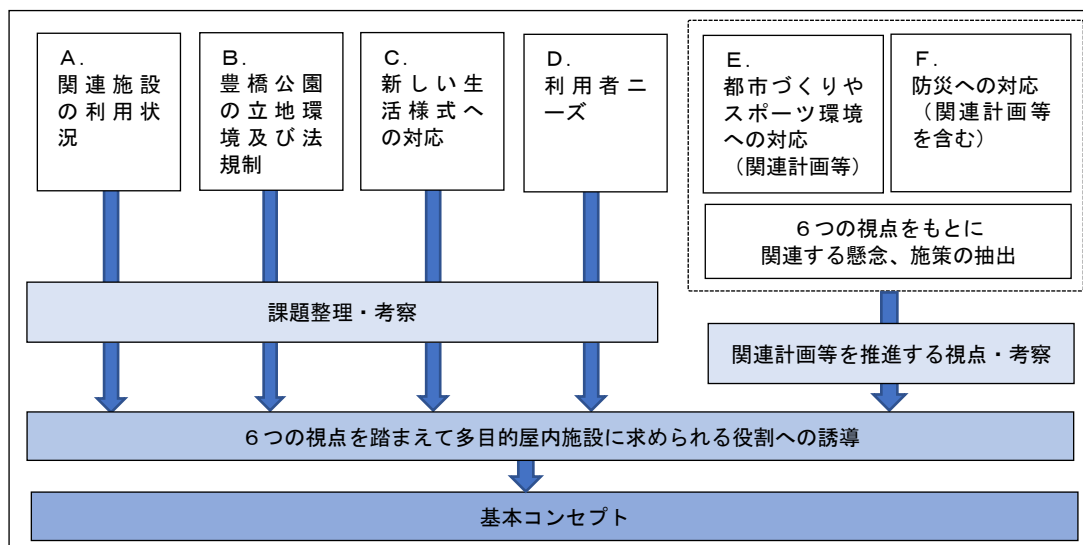 A．
関連施設
の利用状
況
B．
豊橋公園
の立地環
境及び法
規制
C．
新しい生
活様式へ
の対応
D．
利用者ニ
ーズ
E．
都市づくりや
スポーツ環境
への対応
（関連計画等）
F．
防災への対応
（関連計画等
を含む）
６つの視点をもとに
関連する懸念、施策の抽出
課題整理・考察
関連計画等を推進する視点・考察
６つの視点を踏まえて多目的屋内施設に求められる役割への誘導
基本コンセプト